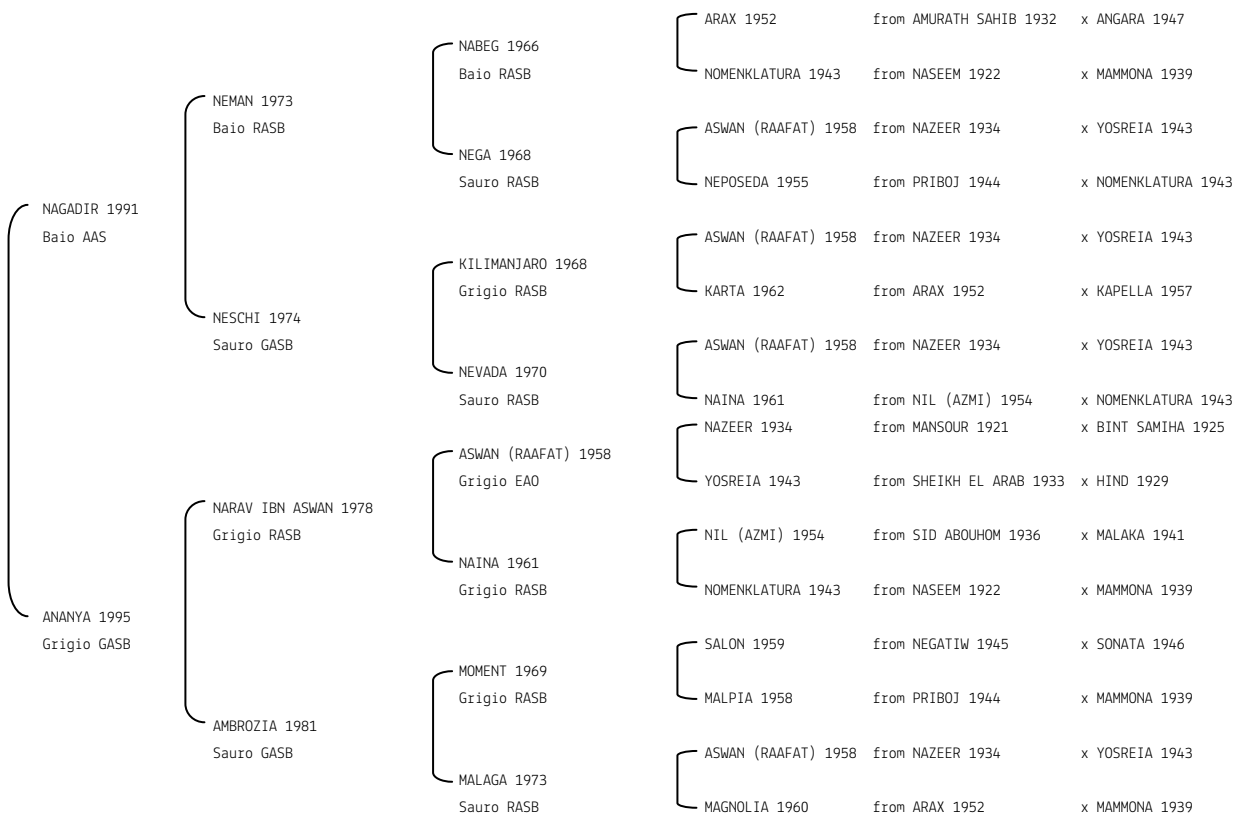 ARAX 1952 from AMURATH SAHIB 1932 x ANGARA 1947
NABEG 1966
Baio RASB
NOMENKLATURA 1943 from NASEEM 1922 x MAMMONA 1939
NEMAN 1973
Baio RASB
ASWAN (RAAFAT) 1958 from NAZEER 1934 x YOSREIA 1943
NEGA 1968
Sauro RASB
NEPOSEDA 1955 from PRIBOJ 1944 x NOMENKLATURA 1943
NAGADIR 1991
Baio AAS
ASWAN (RAAFAT) 1958 from NAZEER 1934 x YOSREIA 1943
KILIMANJARO 1968
Grigio RASB
KARTA 1962 from ARAX 1952 x KAPELLA 1957
NESCHI 1974
Sauro GASB
ASWAN (RAAFAT) 1958 from NAZEER 1934 x YOSREIA 1943
NEVADA 1970
Sauro RASB
NAINA 1961 from NIL (AZMI) 1954 x NOMENKLATURA 1943
NAZEER 1934 from MANSOUR 1921 x BINT SAMIHA 1925
ASWAN (RAAFAT) 1958
Grigio EAO
YOSREIA 1943 from SHEIKH EL ARAB 1933 x HIND 1929
NARAV IBN ASWAN 1978
Grigio RASB
NIL (AZMI) 1954 from SID ABOUHOM 1936 x MALAKA 1941
NAINA 1961
Grigio RASB
NOMENKLATURA 1943 from NASEEM 1922 x MAMMONA 1939
ANANYA 1995
Grigio GASB
SALON 1959 from NEGATIW 1945 x SONATA 1946
MOMENT 1969
Grigio RASB
MALPIA 1958 from PRIBOJ 1944 x MAMMONA 1939
AMBROZIA 1981
Sauro GASB
ASWAN (RAAFAT) 1958 from NAZEER 1934 x YOSREIA 1943
MALAGA 1973
Sauro RASB
MAGNOLIA 1960 from ARAX 1952 x MAMMONA 1939